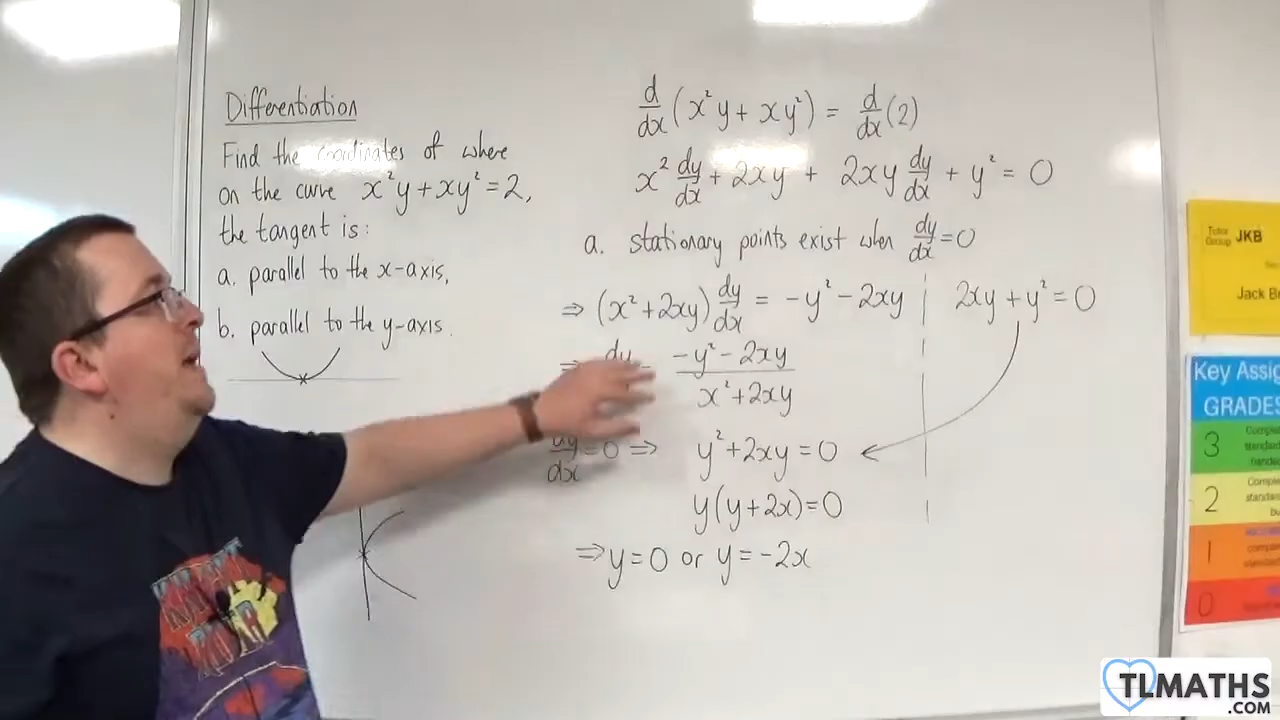 Differentiation
Find the coordinates of where
on the curve x²y + xy² = 2,
the tangent is:
a. parallel to the x-axis,
b. parallel to the y-axis.
d/dx (x²y + xy²) = d/dx (2)
x² dy/dx + 2xy + 2xy dy/dx + y² = 0
a. stationary points exist when dy/dx = 0
⇒ (x² + 2xy) dy/dx = -y² - 2xy
2xy + y² = 0
⇒ dy (-y² - 2xy)/(x² + 2xy)
dy/dx = 0 ⇒ y² + 2xy = 0
y(y + 2x) = 0
⇒ y = 0 or y = -2x
Tutor
Group JKB
Jack
Key Assig
GRADES
3
2
1
0
TLMATHS
.COM